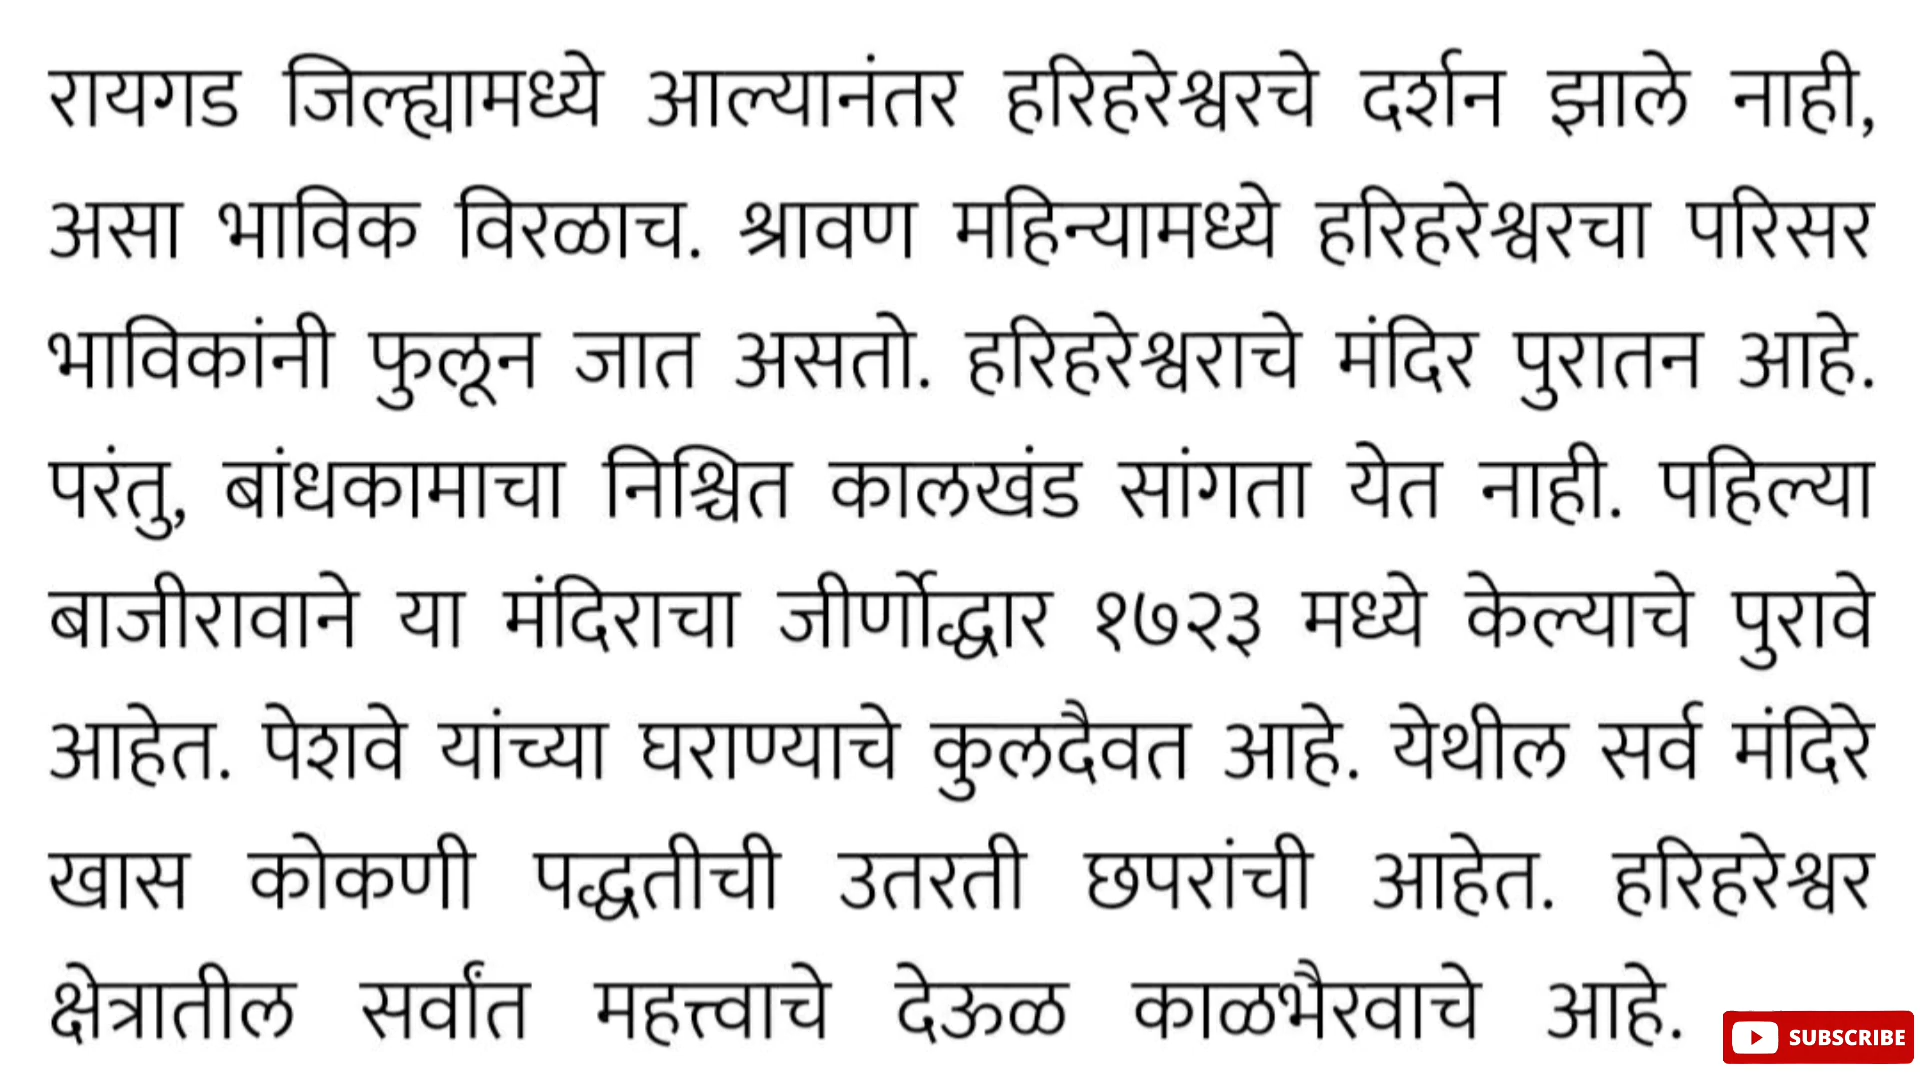 रायगड जिल्ह्यामध्ये आल्यानंतर हरिहरेश्वरचे दर्शन झाले नाही,
असा भाविक विरळाच. श्रावण महिन्यामध्ये हरिहरेश्वरचा परिसर
भाविकांनी फुलून जात असतो. हरिहरेश्वराचे मंदिर पुरातन आहे.
परंतु, बांधकामाचा निश्चित कालखंड सांगता येत नाही. पहिल्या
बाजीरावाने या मंदिराचा जीर्णोद्धार १७२३ मध्ये केल्याचे पुरावे
आहेत. पेशवे यांच्या घराण्याचे कुलदैवत आहे. येथील सर्व मंदिरे
खास कोकणी पद्धतीची उतरती छपरांची आहेत. हरिहरेश्वर
क्षेत्रातील सर्वांत महत्त्वाचे देऊळ काळभैरवाचे आहे.
SUBSCRIBE